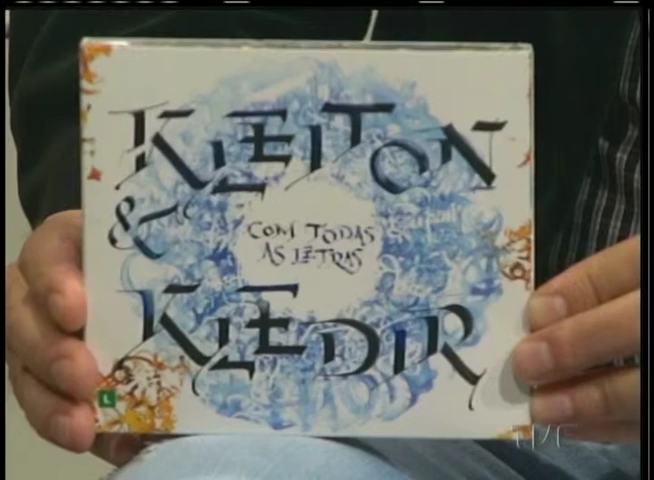 KLEITON
&
COM TODAS
AS LETRAS
KLEDIR
L